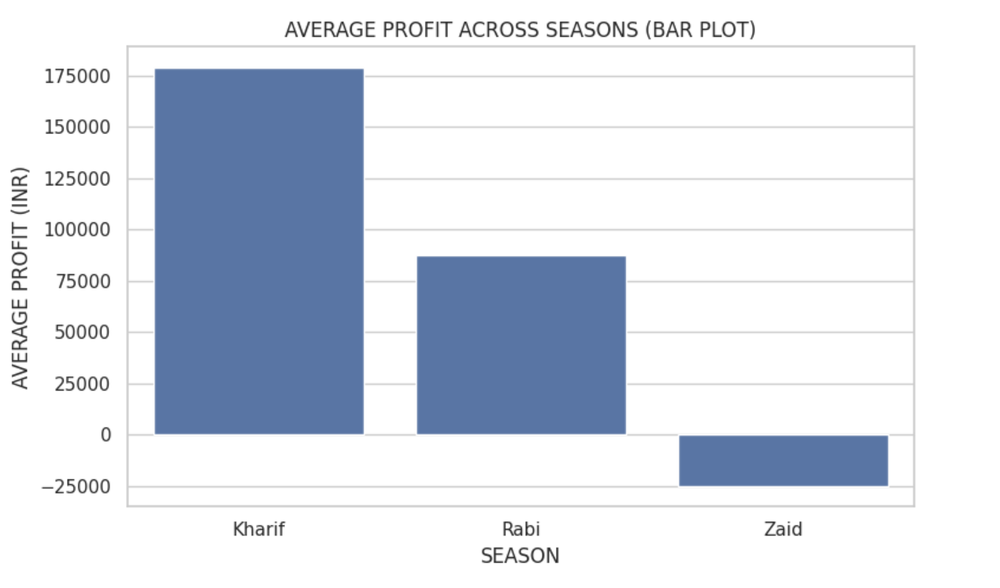 AVERAGE PROFIT ACROSS SEASONS (BAR PLOT)
AVERAGE PROFIT (INR)
175000
150000
125000
100000
75000
50000
25000
0
−25000
Kharif Rabi Zaid
SEASON